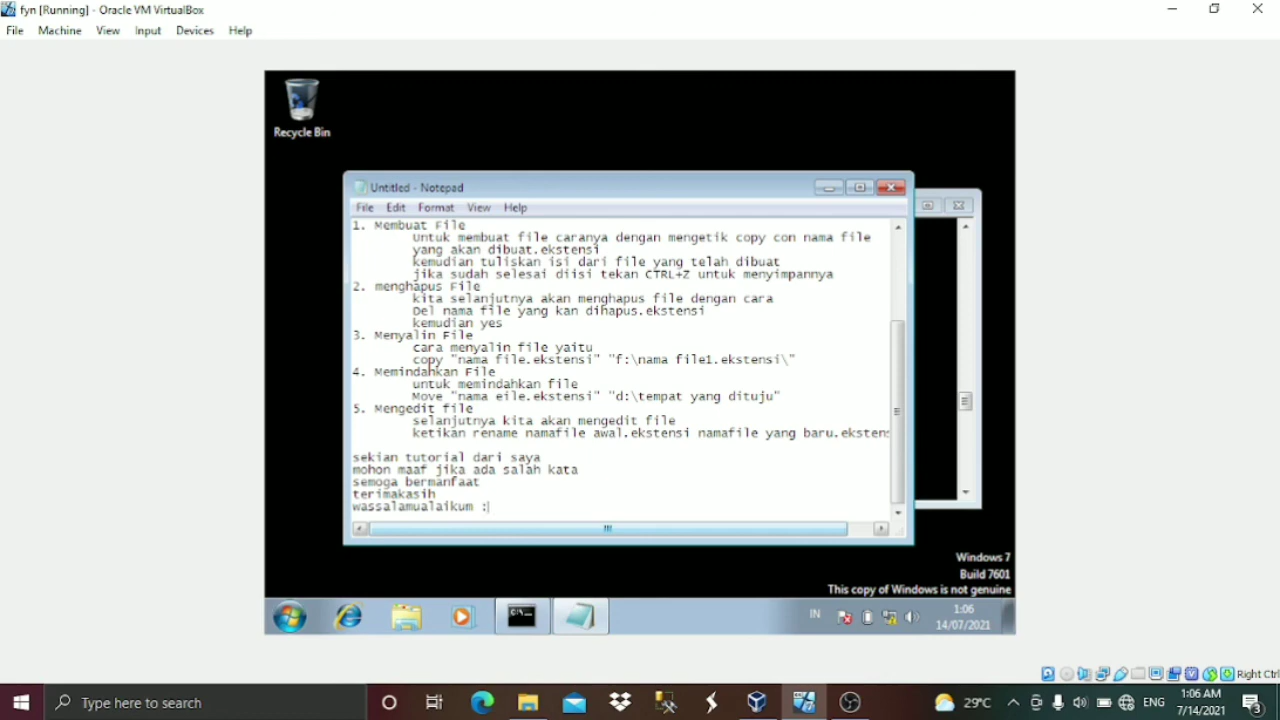 fyn [Running] - Oracle VM VirtualBox
File Machine View Input Devices Help
Recycle Bin
Untitled - Notepad
File Edit Format View Help
1. Membuat File
untuk membuat file caranya dengan mengetik copy con nama file
yang akan dibuat.ekstensi
kemudian tuliskan isi dari file yang telah dibuat
jika sudah selesai diisi tekan CTRL+Z untuk menyimpannya
2. menghapus File
kita selanjutnya akan menghapus file dengan cara
Del nama file yang kan dihapus.ekstensi
kemudian yes
3. Menyalin File
cara menyalin file yaitu
copy "nama file.ekstensi" "f:\nama file1.ekstensi\"
4. Memindahkan File
untuk memindahkan file
Move "nama eile.ekstensi" "d:\tempat yang dituju"
5. Mengedit file
selanjutnya kita akan mengedit file
ketikan rename namafile awal.ekstensi namafile yang baru.ekstens
sekian tutorial dari saya
mohon maaf jika ada salah kata
semoga bermanfaat
terimakasih
wassalamualaikum :
Windows 7
Build 7601
This copy of Windows is not genuine
IN
1:06
14/07/2021
Right Ctrl
Type here to search
29°C
ENG
1:06 AM
7/14/2021
3